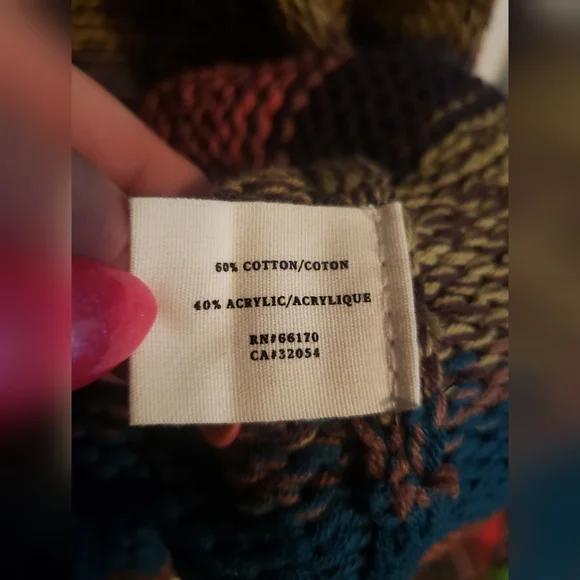 60% COTTON/COTON
40% ACRYLIC/ACRYLIQUE
RN#66170
CA#32054